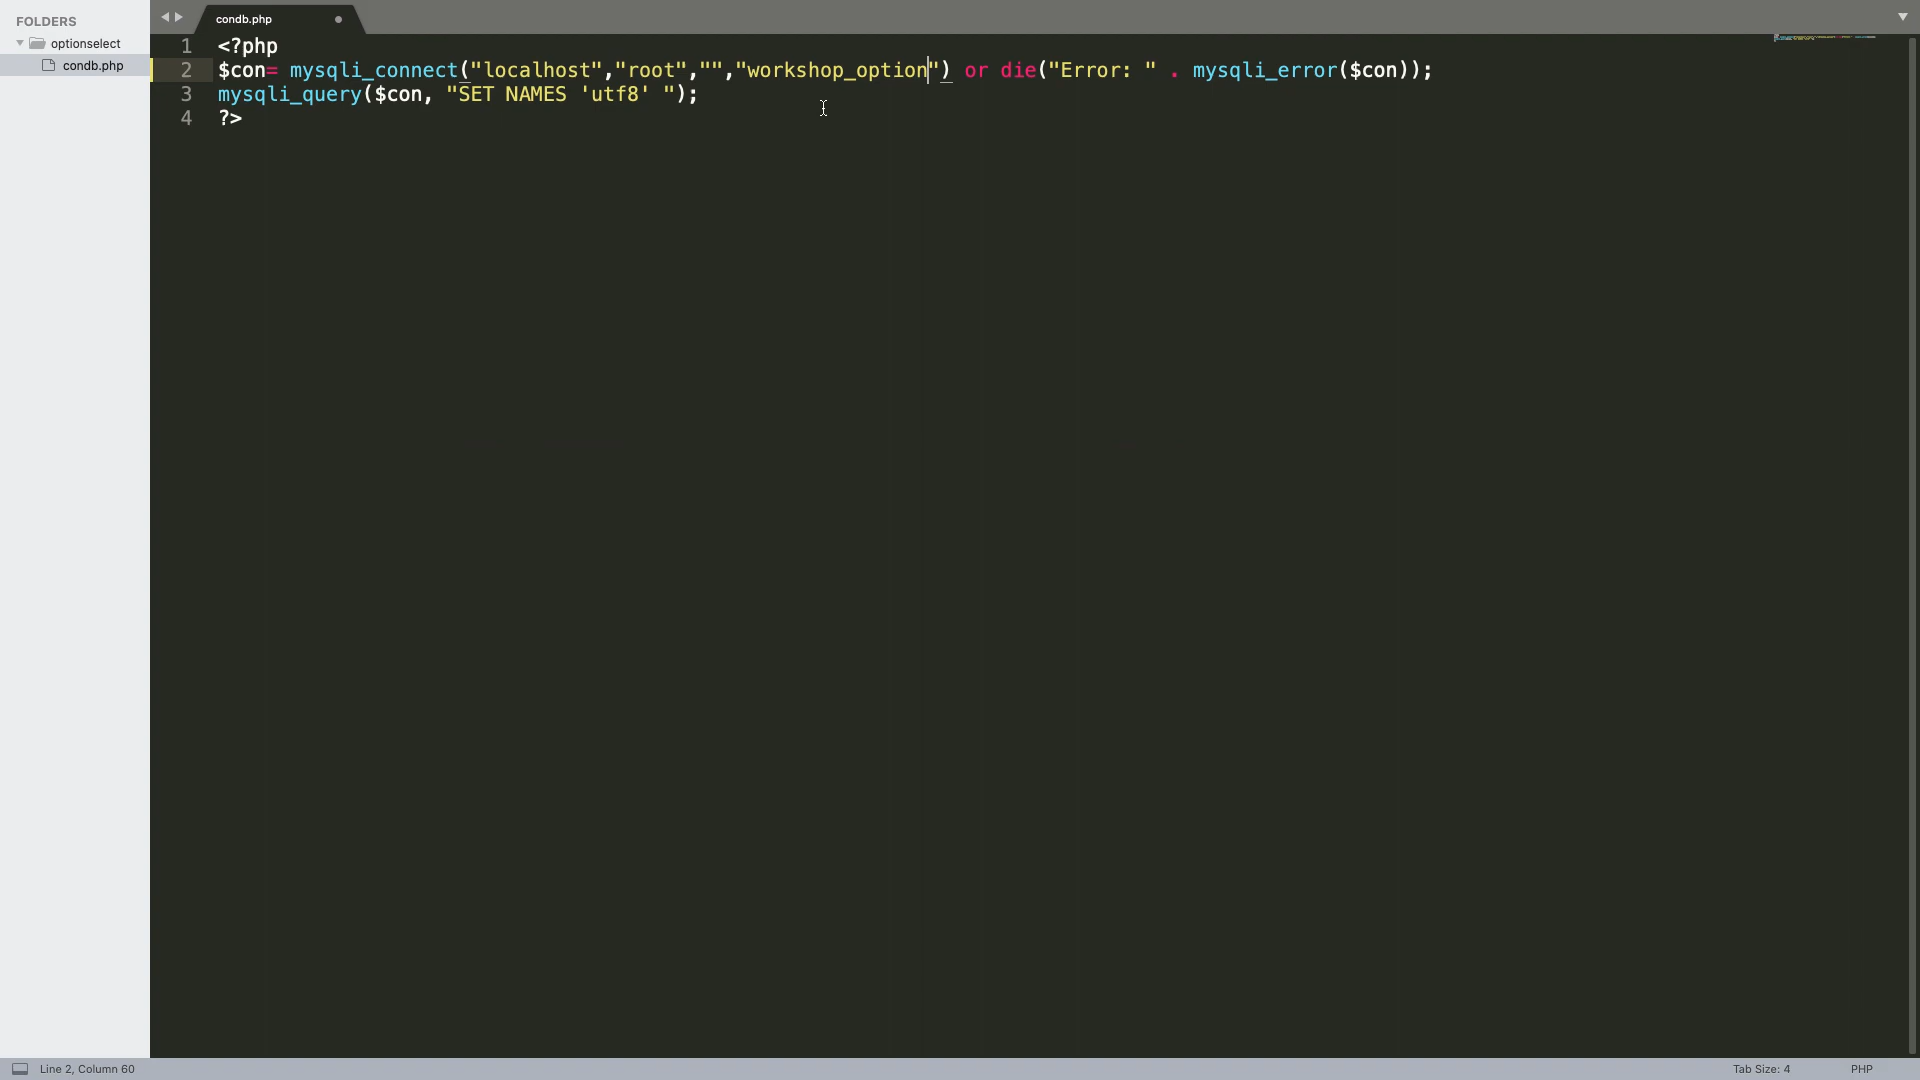 FOLDERS
optionselect
condb.php
condb.php
1 <?php
2 $con= mysqli_connect("localhost","root","","workshop_option") or die("Error: " . mysqli_error($con));
3 mysqli_query($con, "SET NAMES 'utf8' ");
4 ?>
Line 2, Column 60
Tab Size: 4
PHP